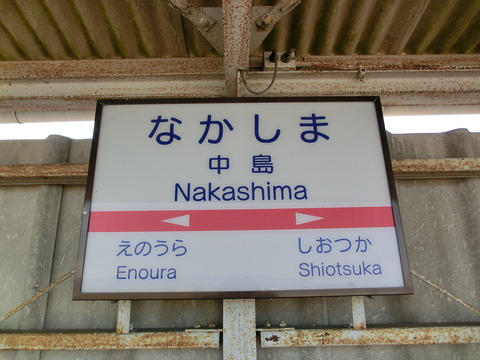 なかしま
中島
Nakashima
えのうら しおつか
Enoura Shiotsuka